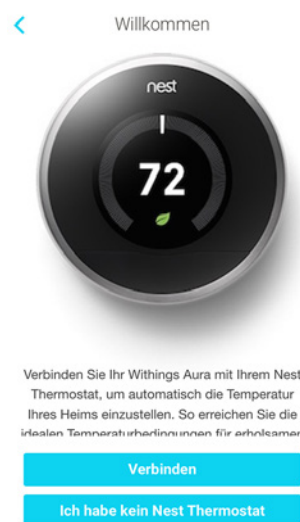 Willkommen
nest
72
Verbinden Sie Ihr Withings Aura mit Ihrem Nest
Thermostat, um automatisch die Temperatur
Ihres Heims einzustellen. So erreichen Sie die
idealen Temperaturbedingungen für erholsamen
Verbinden
Ich habe kein Nest Thermostat